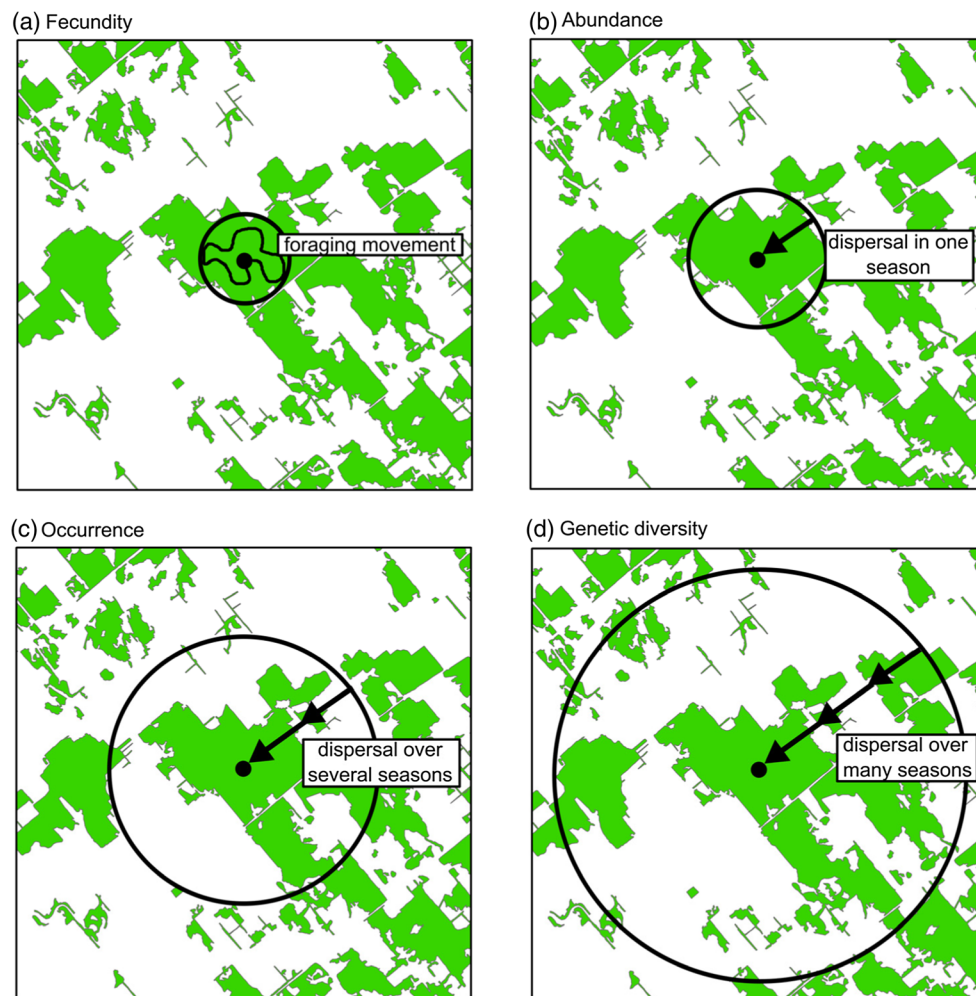 (a) Fecundity
foraging movement
(b) Abundance
dispersal in one
season
(c) Occurrence
dispersal over
several seasons
(d) Genetic diversity
dispersal over
many seasons